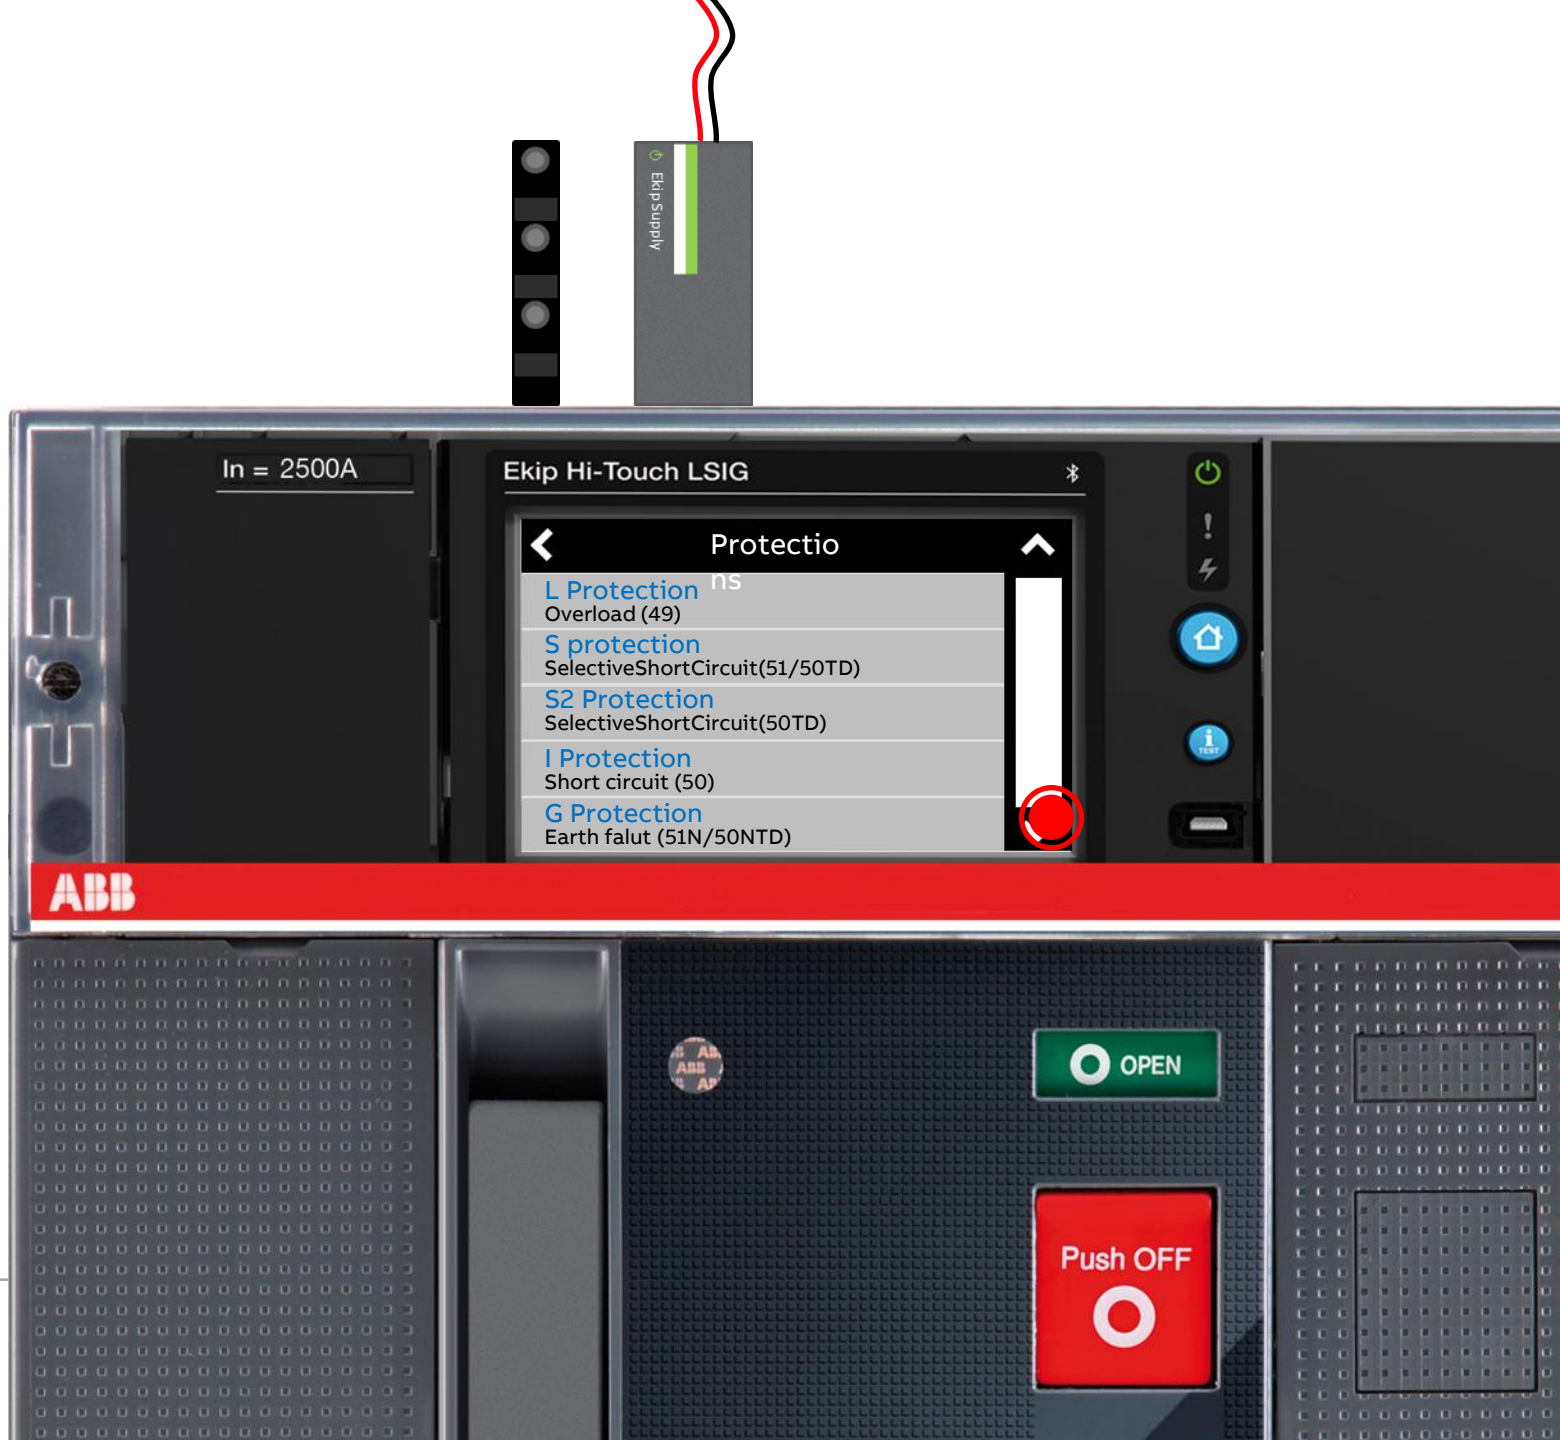 Ekip Supply
In = 2500A
Ekip Hi-Touch LSIG
Protectio
ns
L Protection
Overload (49)
S protection
SelectiveShortCircuit(51/50TD)
S2 Protection
SelectiveShortCircuit(50TD)
I Protection
Short circuit (50)
G Protection
Earth falut (51N/50NTD)
i
TEST
ABB
ABB
OPEN
Push OFF